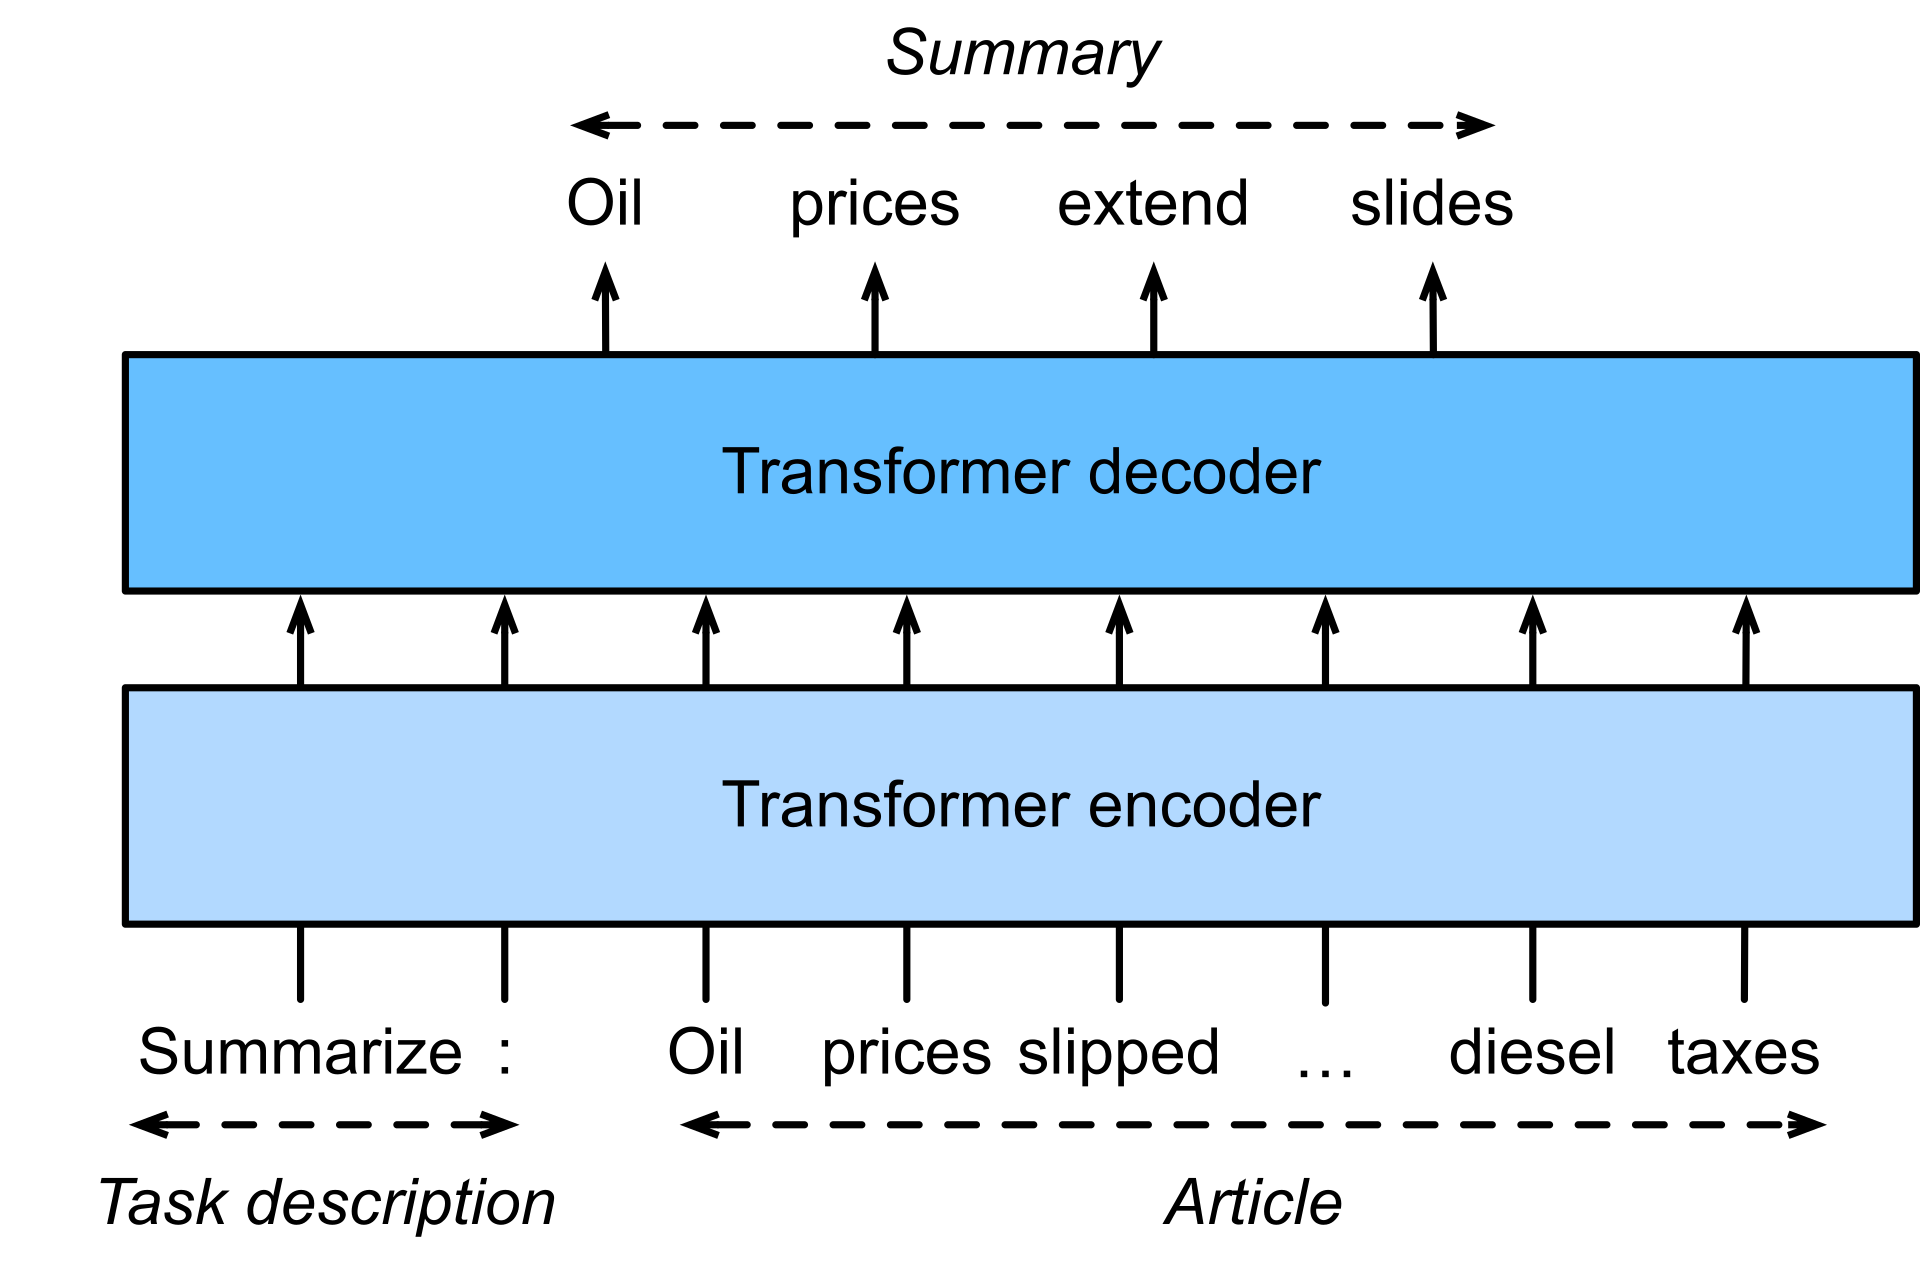 Summary
Oil prices extend slides
Transformer decoder
Transformer encoder
Summarize : Oil prices slipped ... diesel taxes
Task description Article